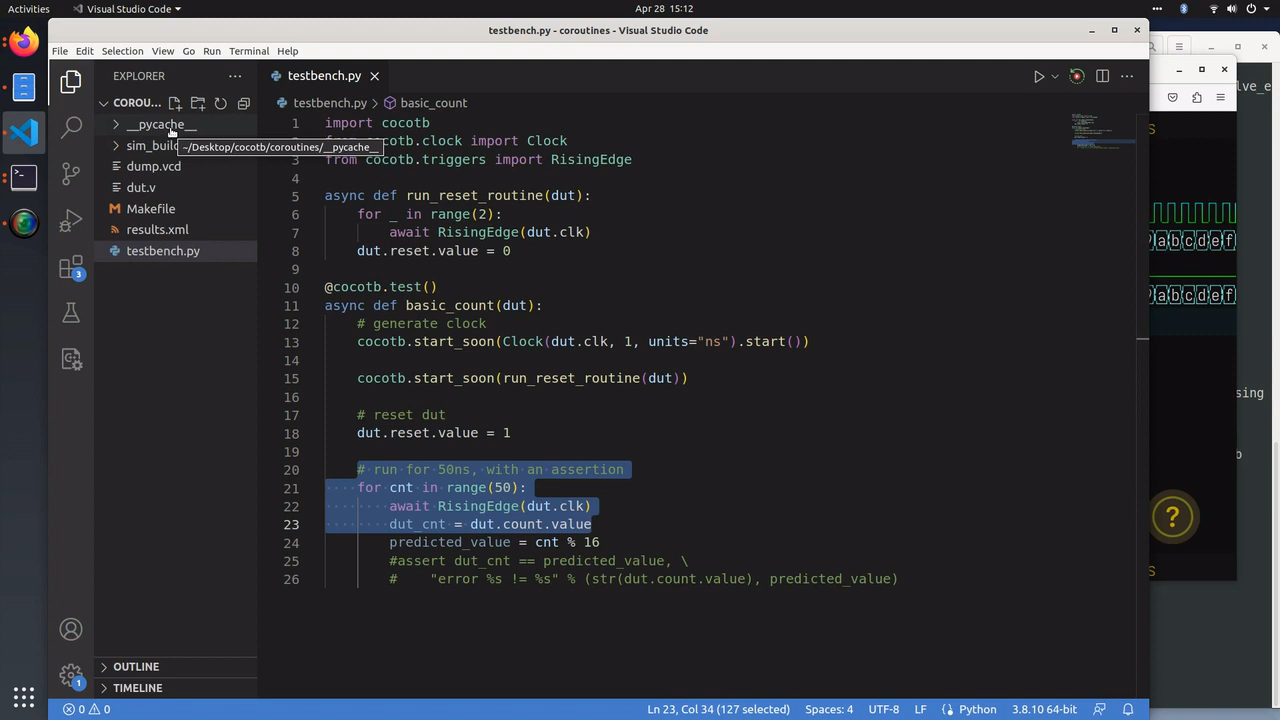 Activities
Visual Studio Code
Apr 28 15:12
testbench.py - coroutines - Visual Studio Code
File Edit Selection View Go Run Terminal Help
EXPLORER
testbench.py
COROU...
testbench.py > basic_count
__pycache__
~/Desktop/cocotb/coroutines/__pycache__
dump.vcd
dut.v
Makefile
results.xml
testbench.py
1 import cocotb
cotb.clock import Clock
from cocotb.triggers import RisingEdge
4
5 async def run_reset_routine(dut):
6 for _ in range(2):
7 await RisingEdge(dut.clk)
8 dut.reset.value = 0
9
10 @cocotb.test()
11 async def basic_count(dut):
12 # generate clock
13 cocotb.start_soon(Clock(dut.clk, 1, units="ns").start())
14
15 cocotb.start_soon(run_reset_routine(dut))
16
17 # reset dut
18 dut.reset.value = 1
19
20 # run for 50ns, with an assertion
21 for cnt in range(50):
22 await RisingEdge(dut.clk)
23 dut_cnt = dut.count.value
24 predicted_value = cnt % 16
25 #assert dut_cnt == predicted_value, \
26 # "error %s != %s" % (str(dut.count.value), predicted_value)
3
1
OUTLINE
TIMELINE
0 0
Ln 23, Col 34 (127 selected) Spaces: 4 UTF-8 LF Python 3.8.10 64-bit
lve_e
a b c d e f
a b c d e f
sing
?